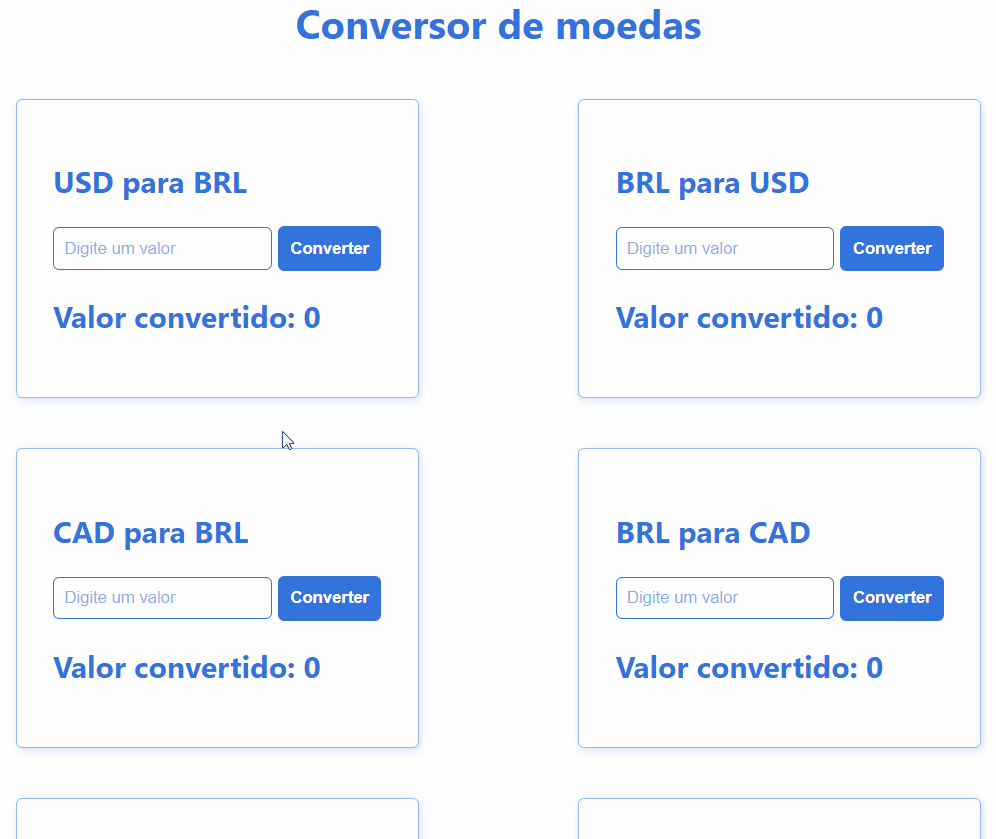 Conversor de moedas
USD para BRL
Digite um valor Converter
Valor convertido: 0
BRL para USD
Digite um valor Converter
Valor convertido: 0
CAD para BRL
Digite um valor Converter
Valor convertido: 0
BRL para CAD
Digite um valor Converter
Valor convertido: 0